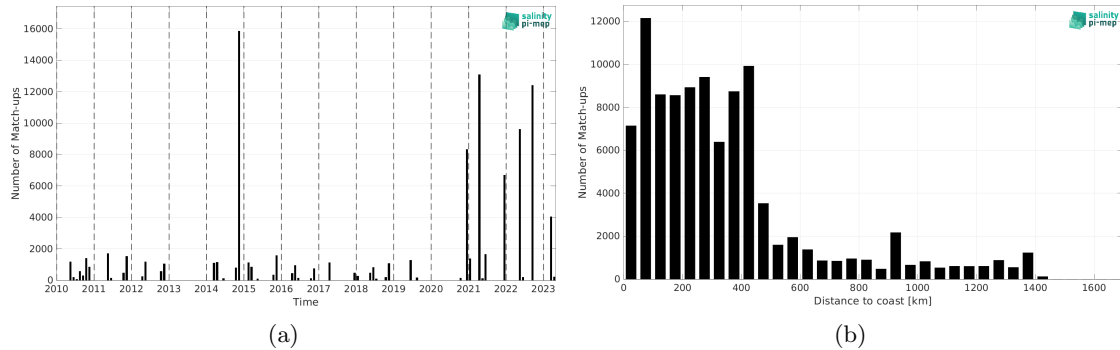 salinity
pi-mep
Number of Match-ups
16000
14000
12000
10000
8000
6000
4000
2000
0
2010 2011 2012 2013 2014 2015 2016 2017 2018 2019 2020 2021 2022 2023
Time
(a)
salinity
pi-mep
Number of Match-ups
12000
10000
8000
6000
4000
2000
0
0 200 400 600 800 1000 1200 1400 1600
Distance to coast [km]
(b)